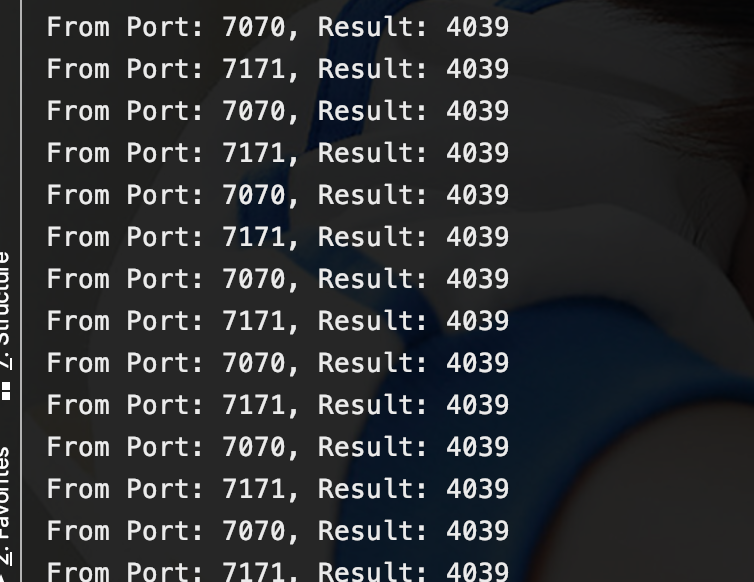 From Port: 7070, Result: 4039
From Port: 7171, Result: 4039
From Port: 7070, Result: 4039
From Port: 7171, Result: 4039
From Port: 7070, Result: 4039
From Port: 7171, Result: 4039
From Port: 7070, Result: 4039
From Port: 7171, Result: 4039
From Port: 7070, Result: 4039
From Port: 7171, Result: 4039
From Port: 7070, Result: 4039
From Port: 7171, Result: 4039
From Port: 7070, Result: 4039
From Port: 7171, Result: 4039
7: Structure
2: Favorites